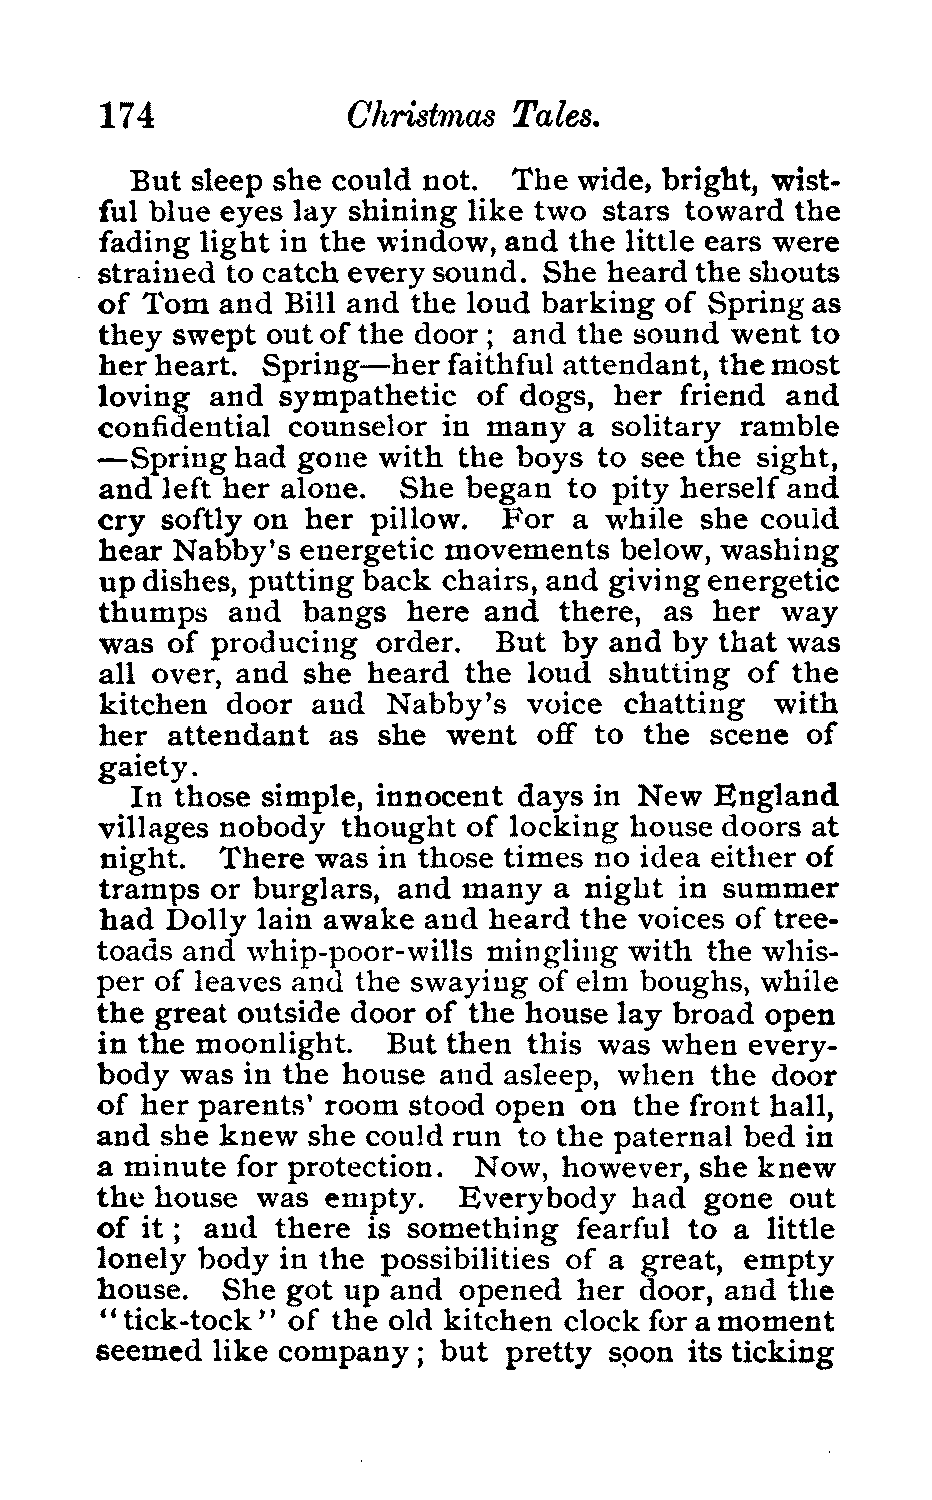 174 Christmas Tales.
But sleep she could not. The wide, bright, wist-
ful blue eyes lay shining like two stars toward the
fading light in the window, and the little ears were
strained to catch every sound. She heard the shouts
of Tom and Bill and the loud barking of Spring as
they swept out of the door ; and the sound went to
her heart. Spring—her faithful attendant, the most
loving and sympathetic of dogs, her friend and
confidential counselor in many a solitary ramble
—Spring had gone with the boys to see the sight,
and left her alone. She began to pity herself and
cry softly on her pillow. For a while she could
hear Nabby's energetic movements below, washing
up dishes, putting back chairs, and giving energetic
thumps and bangs here and there, as her way
was of producing order. But by and by that was
all over, and she heard the loud shutting of the
kitchen door and Nabby's voice chatting with
her attendant as she went off to the scene of
gaiety.
In those simple, innocent days in New England
villages nobody thought of locking house doors at
night. There was in those times no idea either of
tramps or burglars, and many a night in summer
had Dolly lain awake and heard the voices of tree-
toads and whip-poor-wills mingling with the whis-
per of leaves and the swaying of elm boughs, while
the great outside door of the house lay broad open
in the moonlight. But then this was when every-
body was in the house and asleep, when the door
of her parents' room stood open on the front hall,
and she knew she could run to the paternal bed in
a minute for protection. Now, however, she knew
the house was empty. Everybody had gone out
of it ; and there is something fearful to a little
lonely body in the possibilities of a great, empty
house. She got up and opened her door, and the
"tick-tock" of the old kitchen clock for a moment
seemed like company ; but pretty soon its ticking